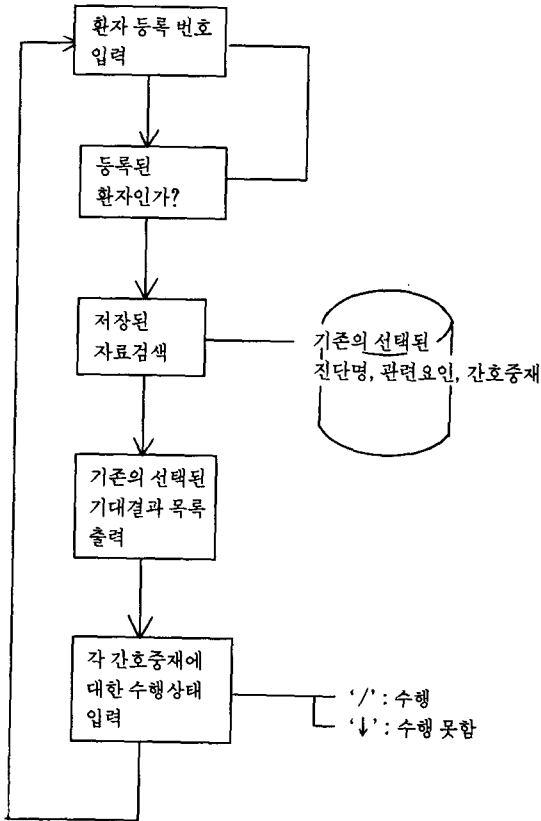 환자 등록 번호
입력
등록된
환자인가?
저장된
자료검색
기존의 선택된
진단명, 관련요인, 간호중재
기존의 선택된
기대결과 목록
출력
각 간호중재에
대한 수행상태
입력
‘/’ : 수행
‘↓’ : 수행 못함